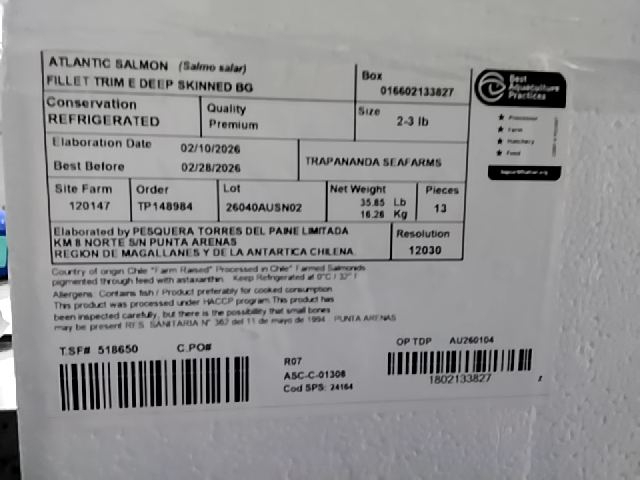 ATLANTIC SALMON (Salmo salar)
FILLET TRIM E DEEP SKINNED BG
Box
016602133827
Best Aquaculture Practices
Conservation
REFRIGERATED
Quality
Premium
Size
2-3 lb
Processor
Farm
Hatchery
Feed
Elaboration Date 02/10/2026
Best Before 02/28/2026
TRAPANANDA SEAFARMS
Site Farm
120147
Order
TP148984
Lot
26040AUSN02
Net Weight
35.85 Lb
16.26 Kg
Pieces
13
Elaborated by PESQUERA TORRES DEL PAINE LIMITADA
KM 8 NORTE S/N PUNTA ARENAS
REGION DE MAGALLANES Y DE LA ANTARTICA CHILENA
Resolution
12030
Country of origin Chile "Farm Raised" Processed in Chile" Farmed Salmonids
pigmented through feed with astaxanthin. Keep Refrigerated at 0°C / 32° F
Allergens: Contains fish / Product preferably for cooked consumption
This product was processed under HACCP program This product has
been inspected carefully, but there is the possibility that small bones
may be present RES. SANITARIA N° 362 del 11 de mayo de 1994 PUNTA ARENAS
T.SF# 518650 C.PO#
R07
ASC-C-01308
Cod SPS: 24164
OP TDP AU260104
1802133827